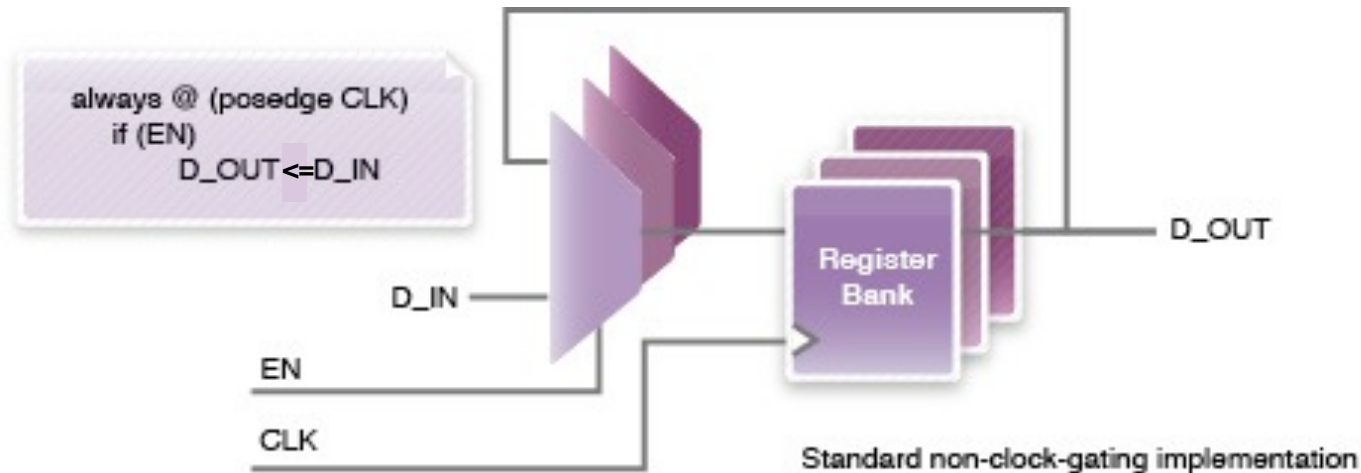 always @ (posedge CLK)
if (EN)
D_OUT<=D_IN
D_IN
EN
CLK
Register
Bank
D_OUT
Standard non-clock-gating implementation